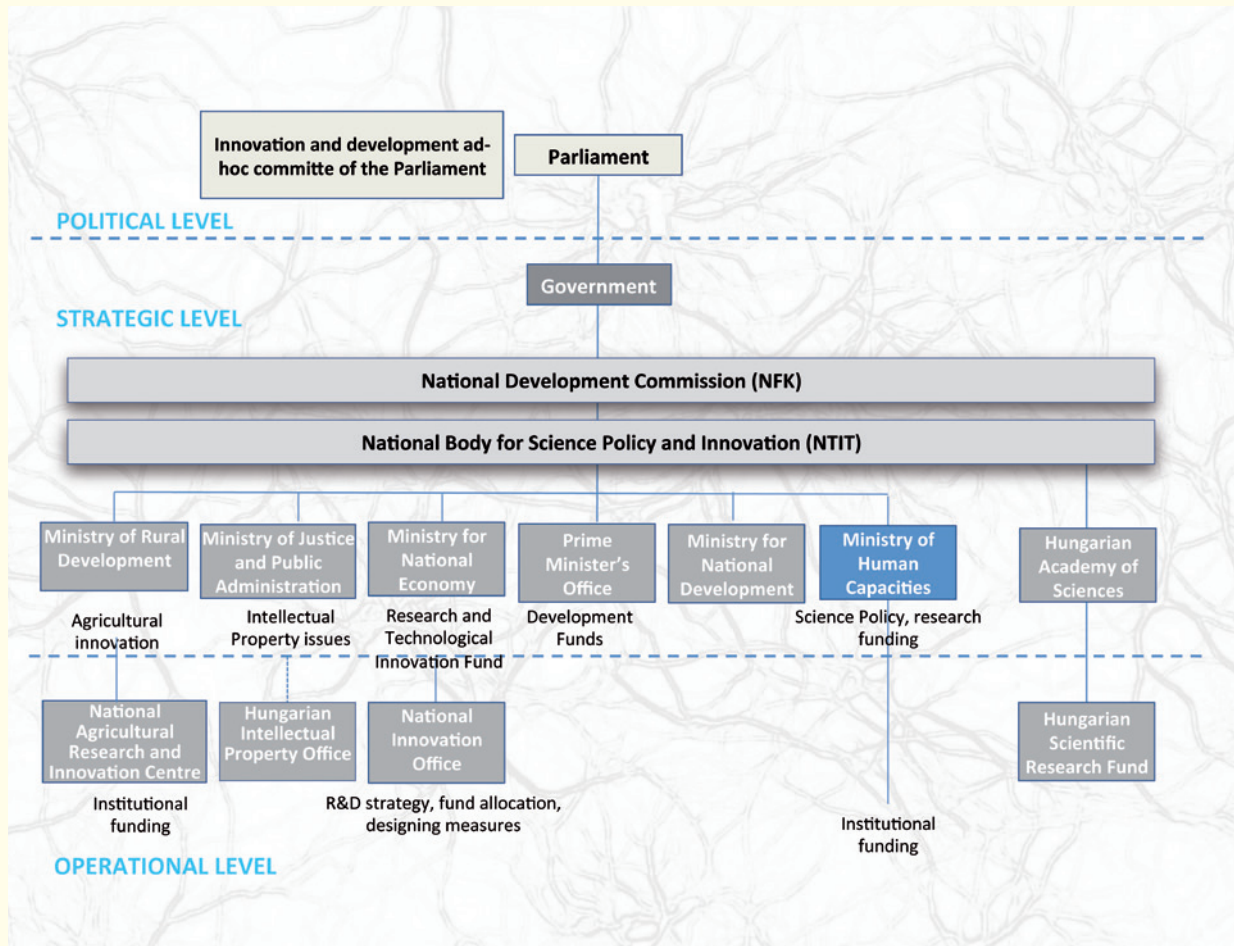 Innovation and development ad-
hoc committe of the Parliament
Parliament
POLITICAL LEVEL
Government
STRATEGIC LEVEL
National Development Commission (NFK)
National Body for Science Policy and Innovation (NTIT)
Ministry of Rural
Development
Ministry of Justice
and Public
Administration
Ministry for
National
Economy
Prime
Minister's
Office
Ministry for
National
Development
Ministry of
Human
Capacities
Hungarian
Academy of
Sciences
Agricultural
innovation
Intellectual
Property issues
Research and
Technological
Innovation Fund
Development
Funds
Science Policy, research
funding
National
Agricultural
Research and
Innovation Centre
Hungarian
Intellectual
Property Office
National
Innovation
Office
Hungarian
Scientific
Research Fund
Institutional
funding
R&D strategy, fund allocation,
designing measures
Institutional
funding
OPERATIONAL LEVEL